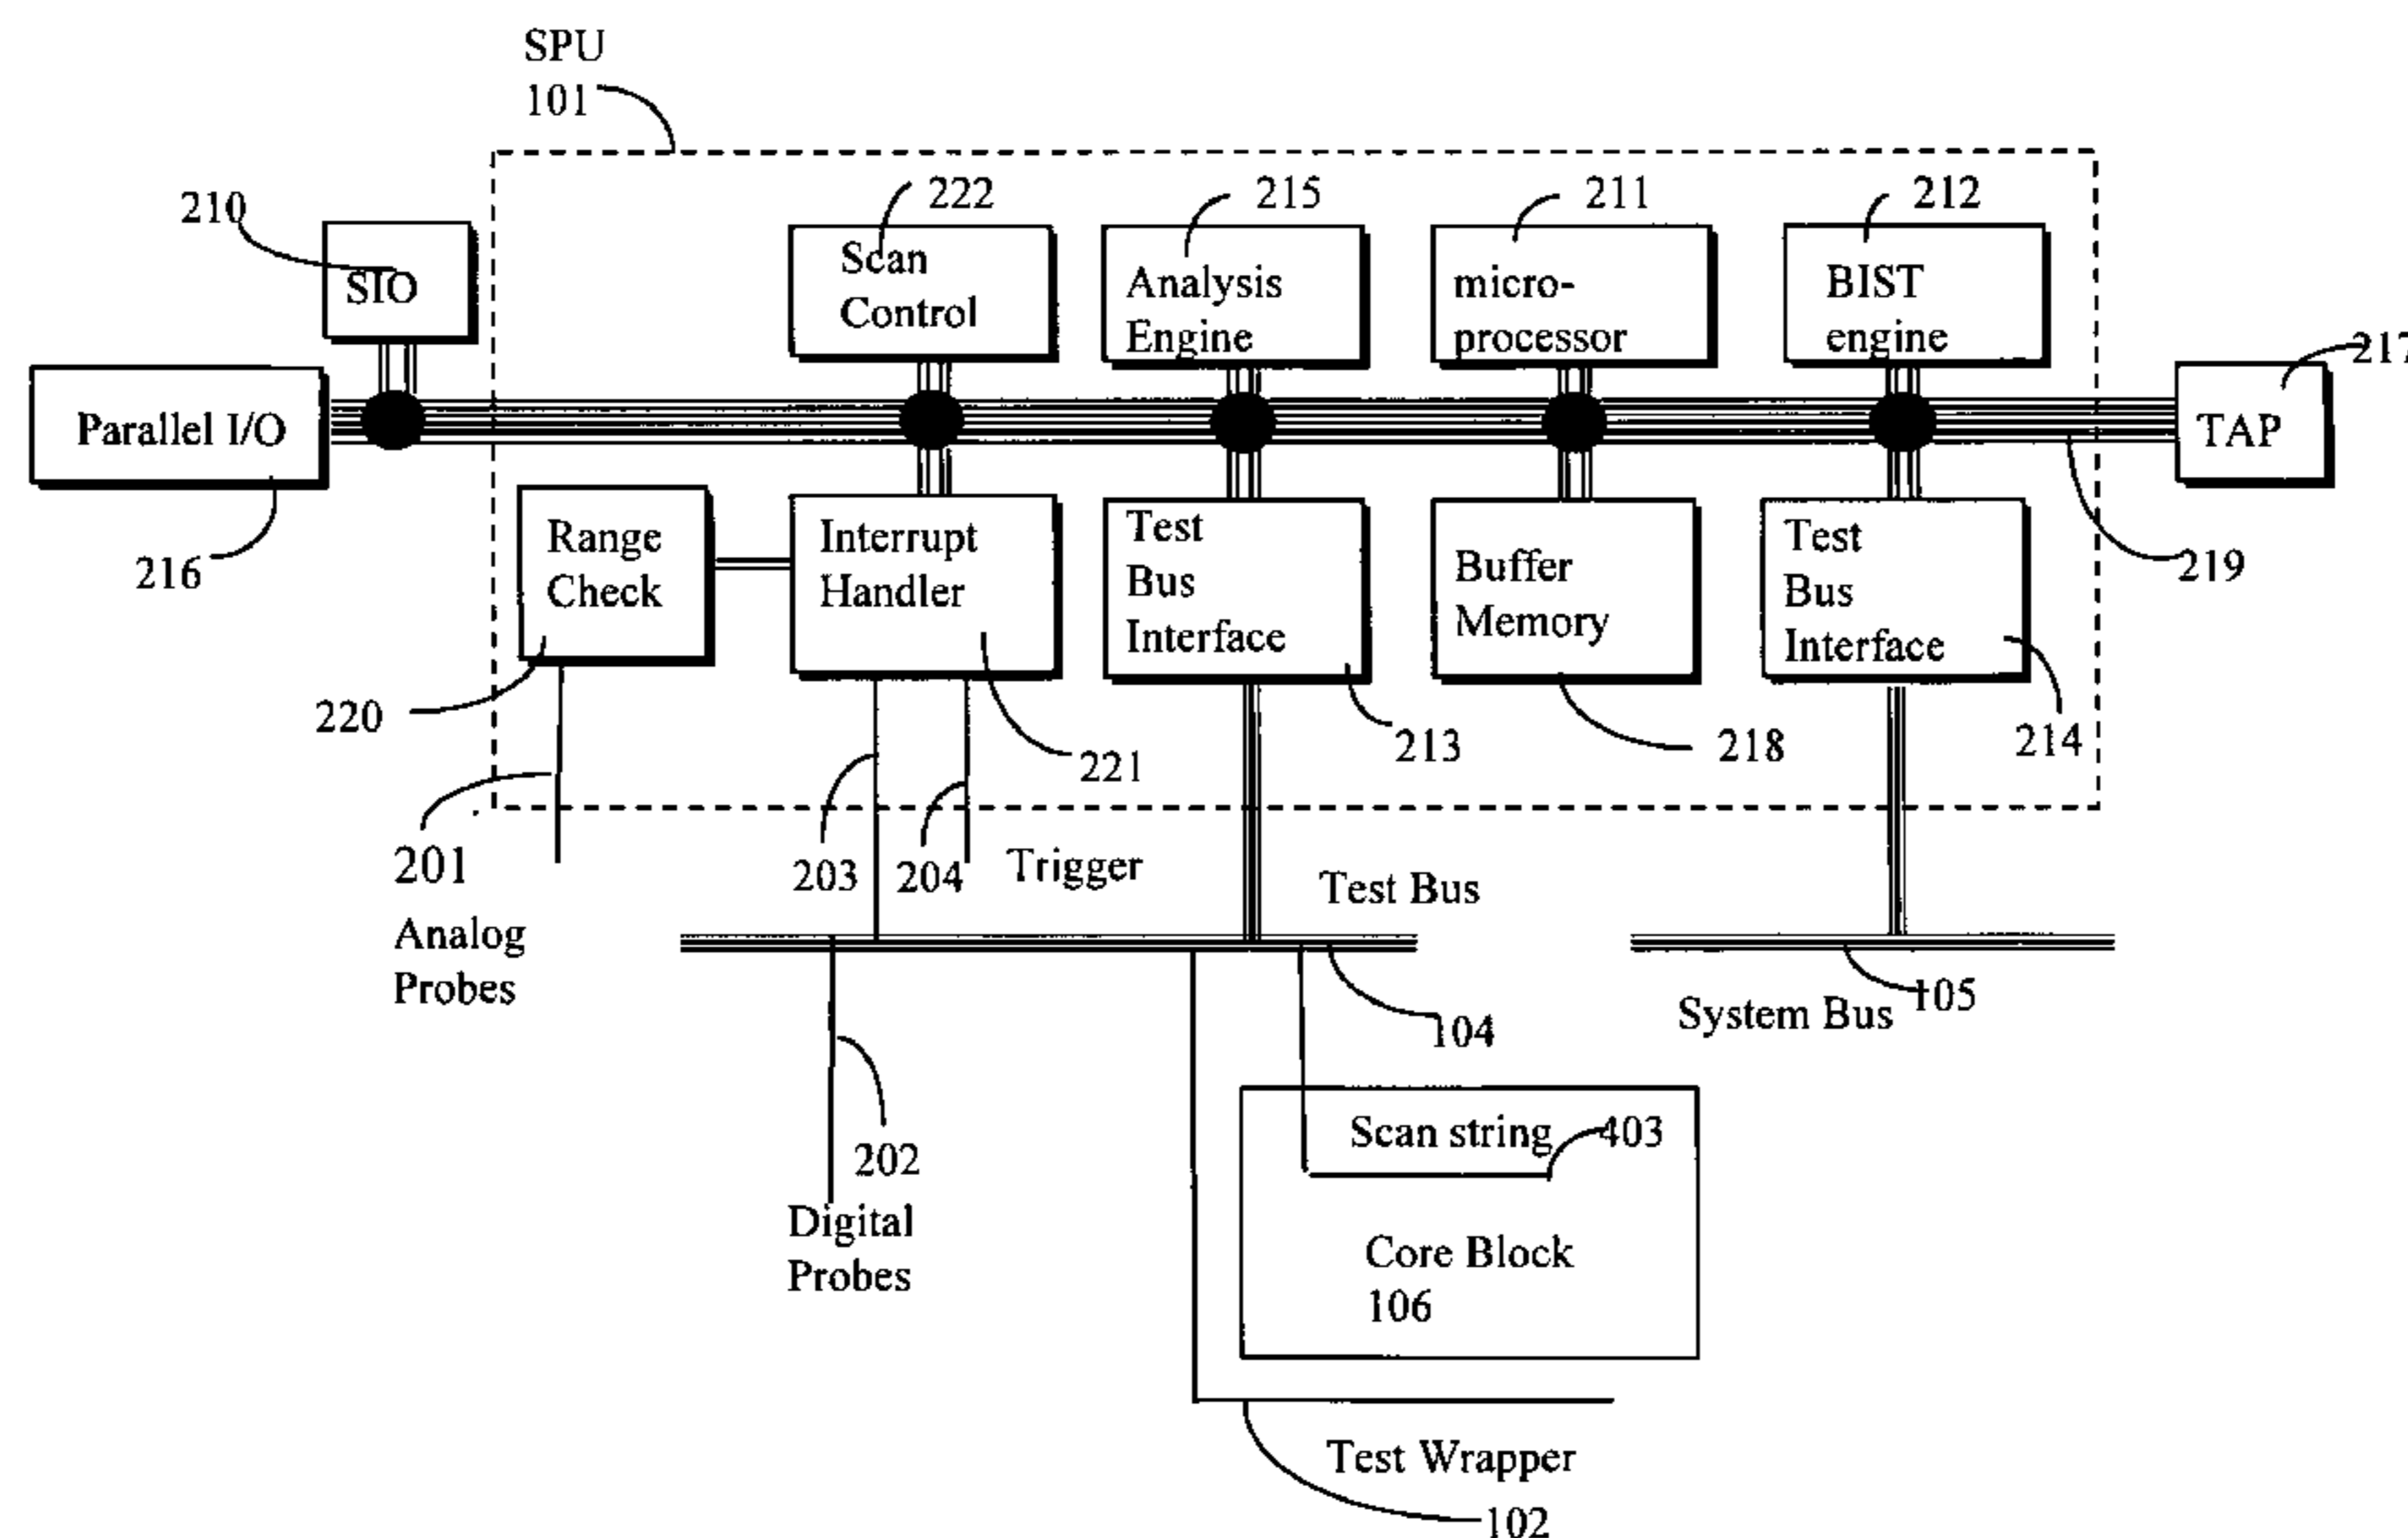 SPU
101
210
222
215
211
212
SIO
Scan
Control
Analysis
Engine
micro-
processor
BIST
engine
217
Parallel I/O
TAP
216
Range
Check
Interrupt
Handler
Test
Bus
Interface
Buffer
Memory
Test
Bus
Interface
219
220
221
213
218
214
201
203
204
Trigger
Test Bus
Analog
Probes
104
System Bus
105
202
Digital
Probes
Scan string
403
Core Block
106
Test Wrapper
102